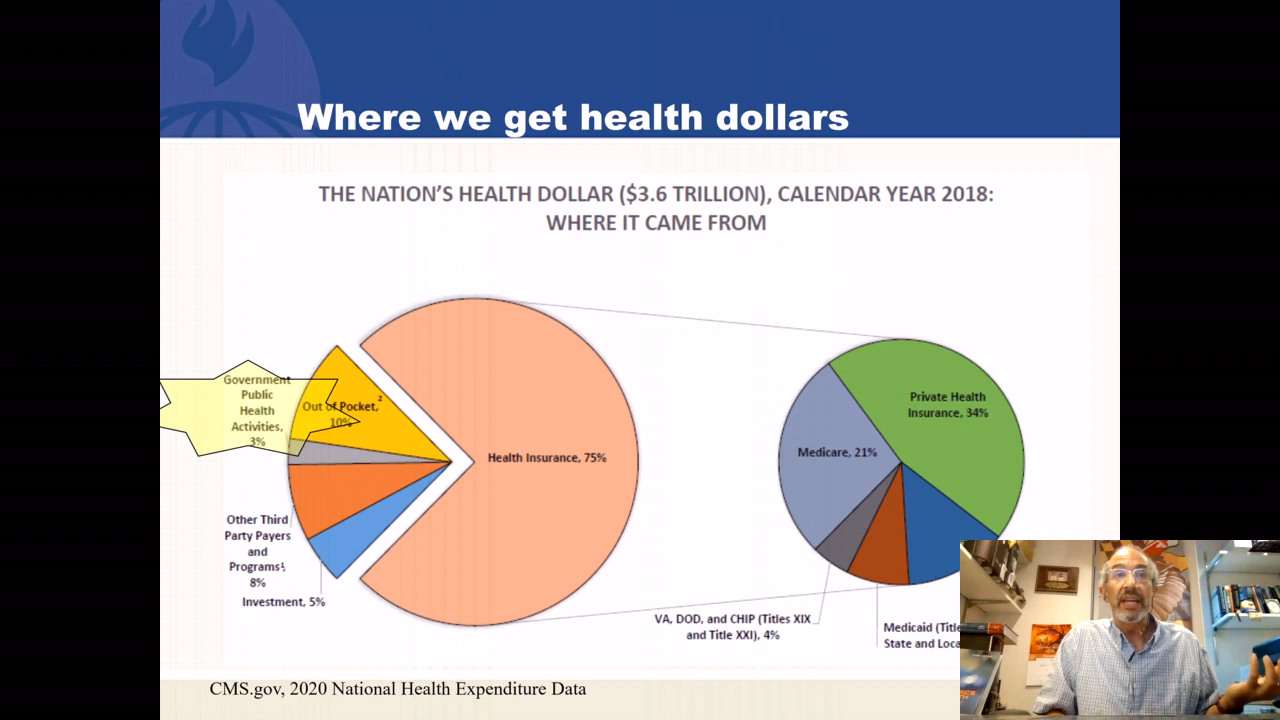 Where we get health dollars
THE NATION'S HEALTH DOLLAR ($3.6 TRILLION), CALENDAR YEAR 2018:
WHERE IT CAME FROM
Government
Public
Health
Activities,
3%
Out of Pocket,²
10%
Health Insurance, 75%
Other Third
Party Payers
and
Programs¹,
8%
Investment, 5%
Private Health
Insurance, 34%
Medicare, 21%
VA, DOD, and CHIP (Titles XIX
and Title XXI), 4%
Medicaid (Title
State and Loca
CMS.gov, 2020 National Health Expenditure Data